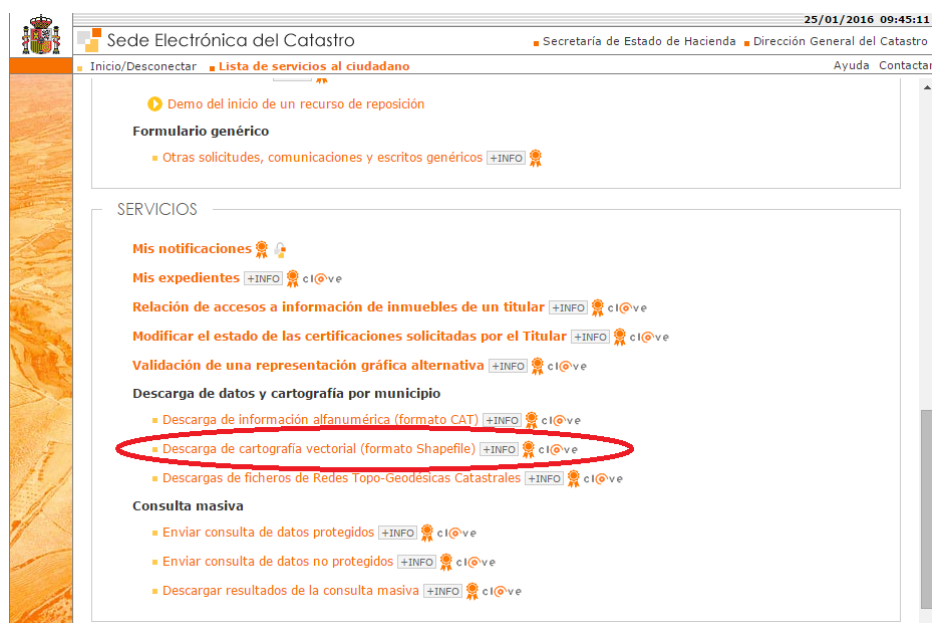 25/01/2016 09:45:11
Sede Electrónica del Catastro
Secretaría de Estado de Hacienda Dirección General del Catastro
Inicio/Desconectar Lista de servicios al ciudadano Ayuda Contactar
Demo del inicio de un recurso de reposición
Formulario genérico
Otras solicitudes, comunicaciones y escritos genéricos +INFO
SERVICIOS
Mis notificaciones
Mis expedientes +INFO cl@ve
Relación de accesos a información de inmuebles de un titular +INFO cl@ve
Modificar el estado de las certificaciones solicitadas por el Titular +INFO cl@ve
Validación de una representación gráfica alternativa +INFO cl@ve
Descarga de datos y cartografía por municipio
Descarga de información alfanumérica (formato CAT) +INFO cl@ve
Descarga de cartografía vectorial (formato Shapefile) +INFO cl@ve
Descargas de ficheros de Redes Topo-Geodésicas Catastrales +INFO cl@ve
Consulta masiva
Enviar consulta de datos protegidos +INFO cl@ve
Enviar consulta de datos no protegidos +INFO cl@ve
Descargar resultados de la consulta masiva +INFO cl@ve